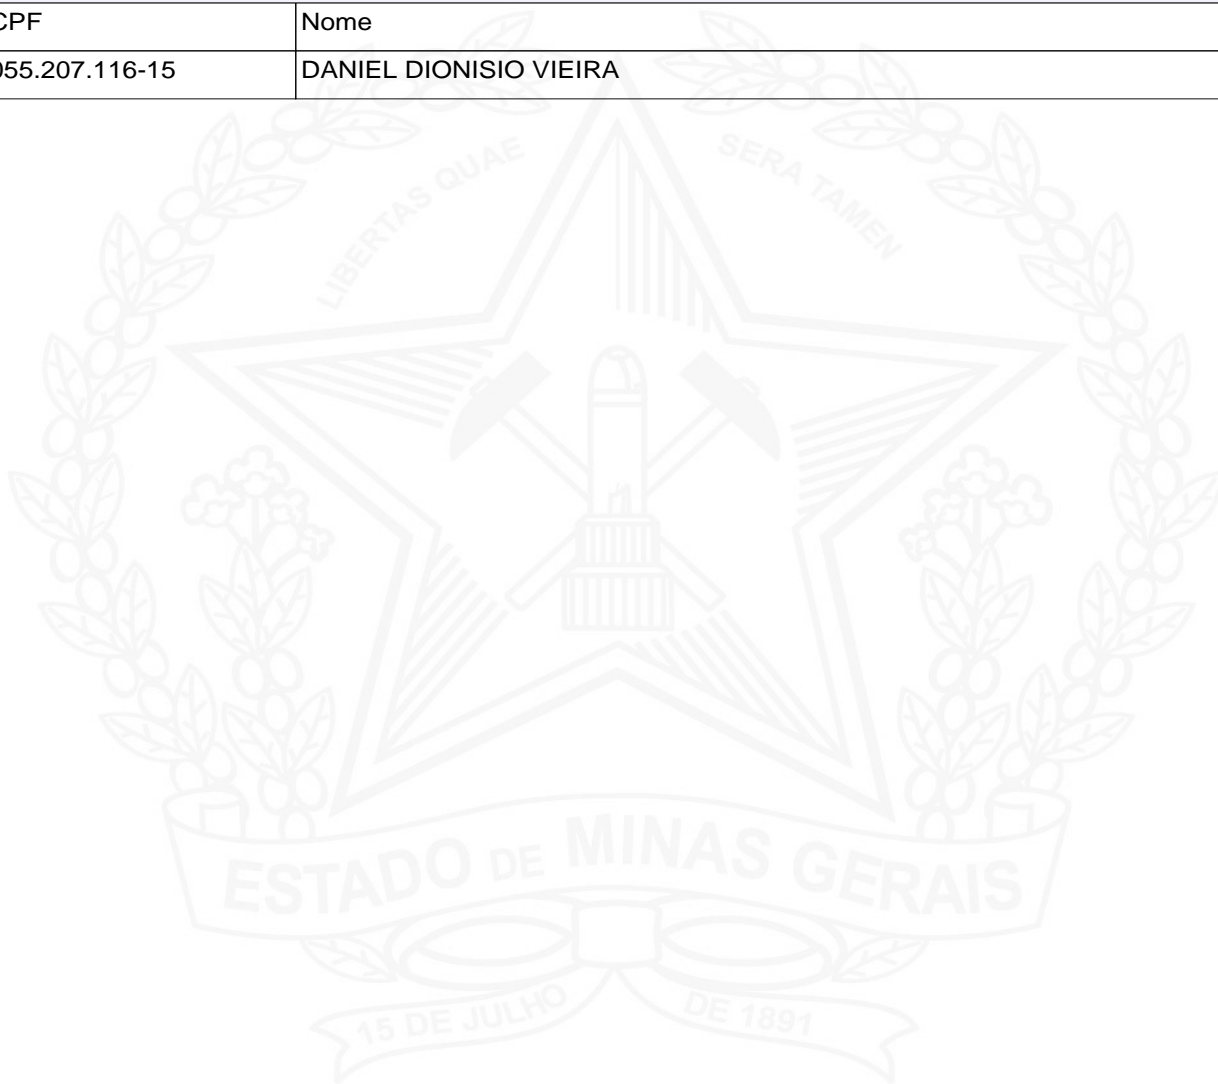 CPF Nome
055.207.116-15 DANIEL DIONISIO VIEIRA
LIBERTAS QUAE SERA TAMEN
ESTADO DE MINAS GERAIS
15 DE JULHO DE 1891